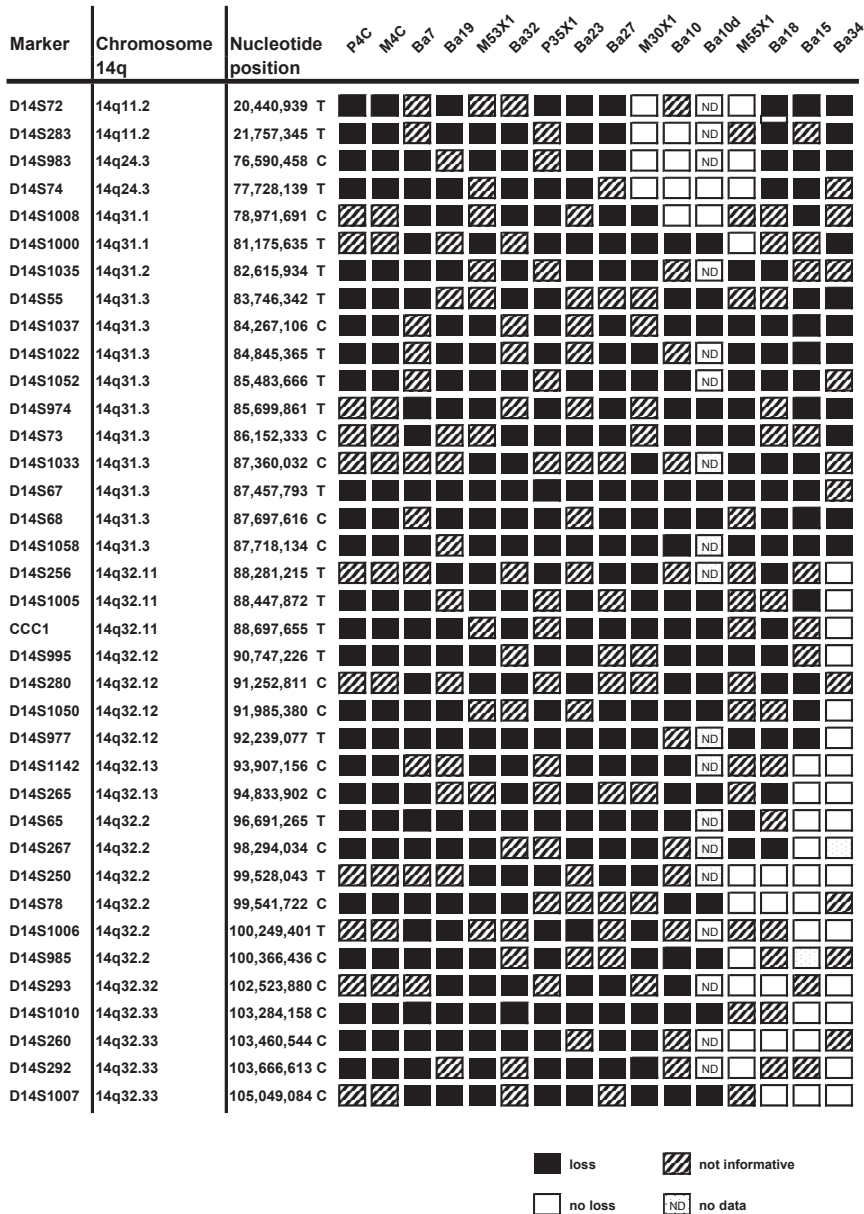 Marker Chromosome 14q Nucleotide position P4C M4C Ba7 Ba19 M53X1 Ba32 P35X1 Ba23 Ba27 M30X1 Ba10 Ba10d M55X1 Ba18 Ba15 Ba34
D14S72 14q11.2 20,440,939 T ND
D14S283 14q11.2 21,757,345 T ND
D14S983 14q24.3 76,590,458 C ND
D14S74 14q24.3 77,728,139 T
D14S1008 14q31.1 78,971,691 C
D14S1000 14q31.1 81,175,635 T
D14S1035 14q31.2 82,615,934 T ND
D14S55 14q31.3 83,746,342 T
D14S1037 14q31.3 84,267,106 C
D14S1022 14q31.3 84,845,365 T ND
D14S1052 14q31.3 85,483,666 T ND
D14S974 14q31.3 85,699,861 T
D14S73 14q31.3 86,152,333 C
D14S1033 14q31.3 87,360,032 C ND
D14S67 14q31.3 87,457,793 T
D14S68 14q31.3 87,697,616 C
D14S1058 14q31.3 87,718,134 C ND
D14S256 14q32.11 88,281,215 T ND
D14S1005 14q32.11 88,447,872 T
CCC1 14q32.11 88,697,655 T
D14S995 14q32.12 90,747,226 T
D14S280 14q32.12 91,252,811 C
D14S1050 14q32.12 91,985,380 C
D14S977 14q32.12 92,239,077 T ND
D14S1142 14q32.13 93,907,156 C ND
D14S265 14q32.13 94,833,902 C
D14S65 14q32.2 96,691,265 T ND
D14S267 14q32.2 98,294,034 C ND
D14S250 14q32.2 99,528,043 T ND
D14S78 14q32.2 99,541,722 C
D14S1006 14q32.2 100,249,401 T ND
D14S985 14q32.2 100,366,436 C
D14S293 14q32.32 102,523,880 C ND
D14S1010 14q32.33 103,284,158 C
D14S260 14q32.33 103,460,544 C ND
D14S292 14q32.33 103,666,613 C ND
D14S1007 14q32.33 105,049,084 C
loss not informative
no loss ND no data